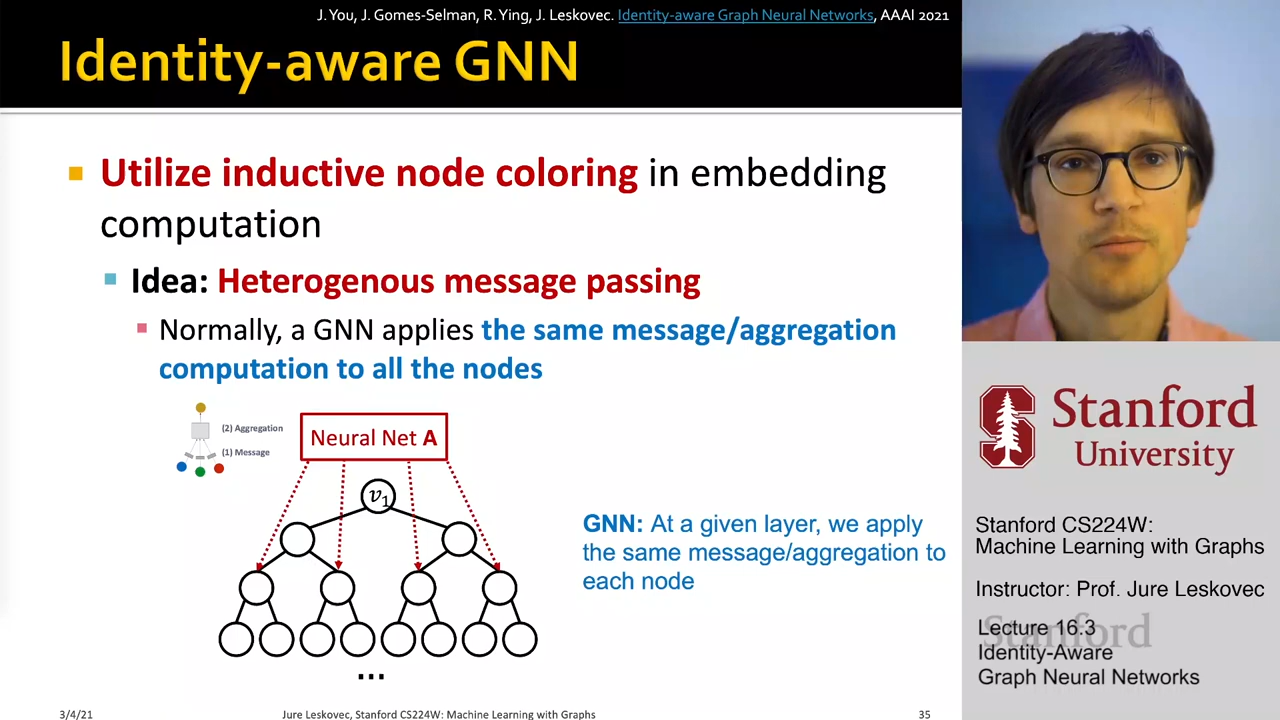 J. You, J. Gomes-Selman, R. Ying, J. Leskovec. Identity-aware Graph Neural Networks, AAAI 2021
Identity-aware GNN
Utilize inductive node coloring in embedding
computation
Idea: Heterogenous message passing
Normally, a GNN applies the same message/aggregation
computation to all the nodes
(2) Aggregation
(1) Message
Neural Net A
v1
GNN: At a given layer, we apply
the same message/aggregation to
each node
...
3/4/21
Jure Leskovec, Stanford CS224W: Machine Learning with Graphs
35
Stanford
University
Stanford CS224W:
Machine Learning with Graphs
Instructor: Prof. Jure Leskovec
Stanford
Lecture 16.3
Identity-Aware
Graph Neural Networks